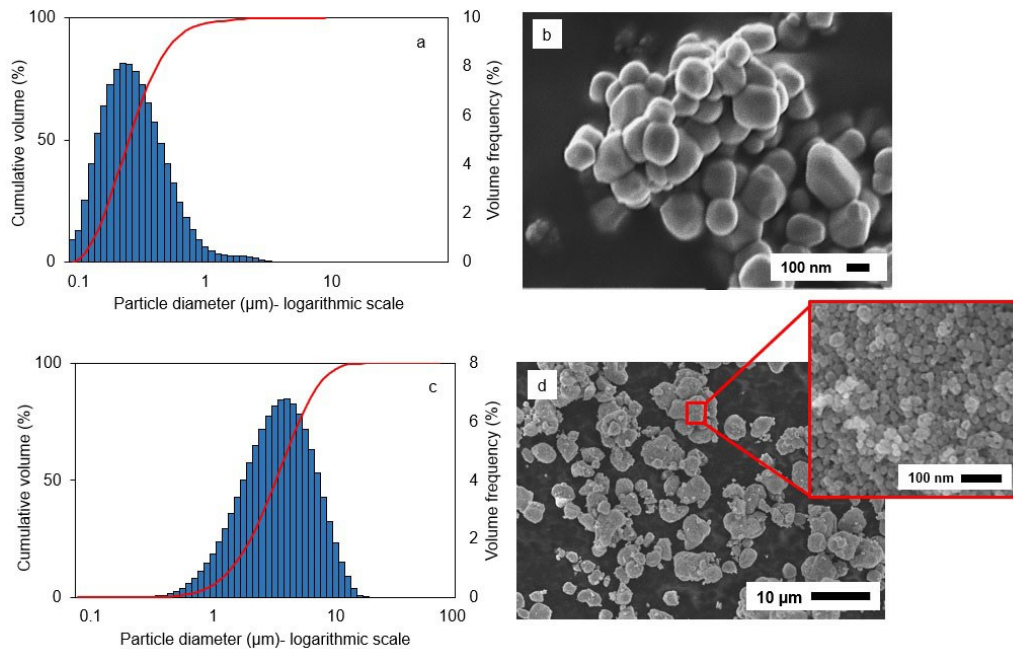 a
100
50
0
Cumulative volume (%)
10
8
6
4
2
0
Volume frequency (%)
0.1 1 10
Particle diameter (µm)- logarithmic scale
b
100 nm
c
100
50
0
Cumulative volume (%)
8
6
4
2
0
Volume frequency (%)
0.1 1 10 100
Particle diameter (µm)- logarithmic scale
d
10 µm
100 nm